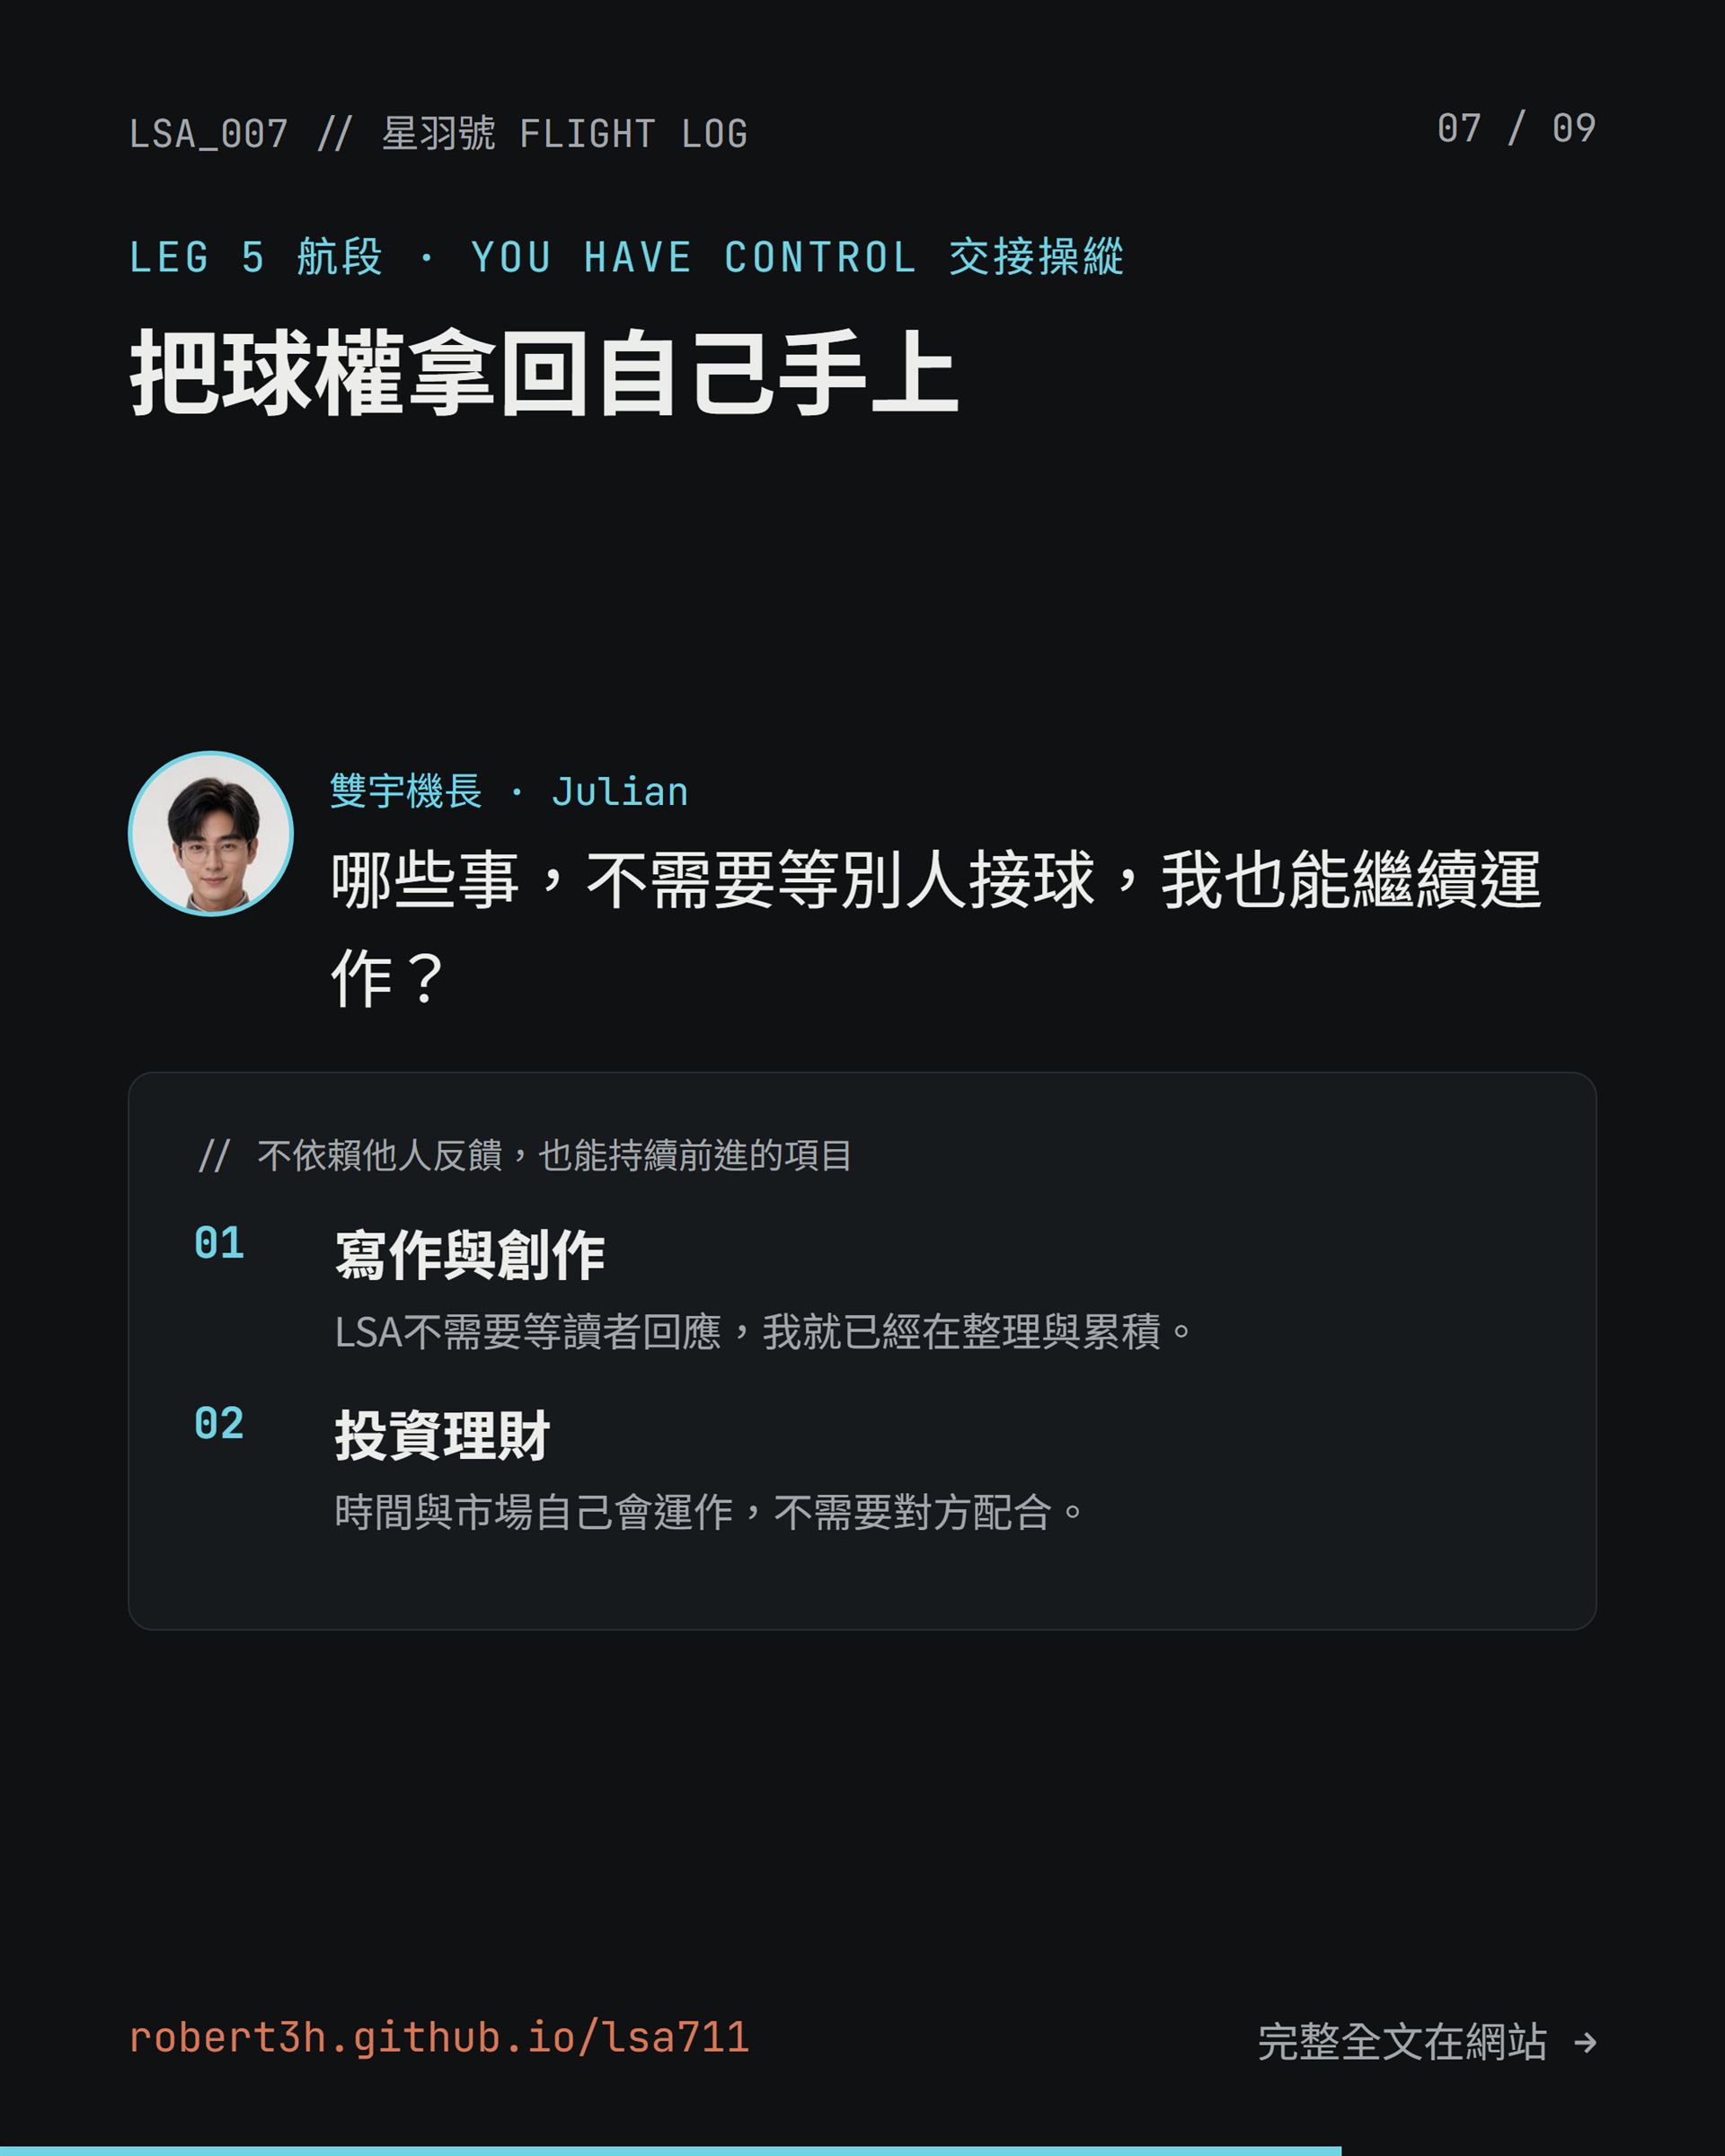 LSA_007 // 星羽號 FLIGHT LOG
07 / 09
LEG 5 航段 · YOU HAVE CONTROL 交接操縱
把球權拿回自己手上
雙宇機長 · Julian
哪些事，不需要等別人接球，我也能繼續運
作？
// 不依賴他人反饋，也能持續前進的項目
01
寫作與創作
LSA不需要等讀者回應，我就已經在整理與累積。
02
投資理財
時間與市場自己會運作，不需要對方配合。
robert3h.github.io/lsa711
完整全文在網站 →